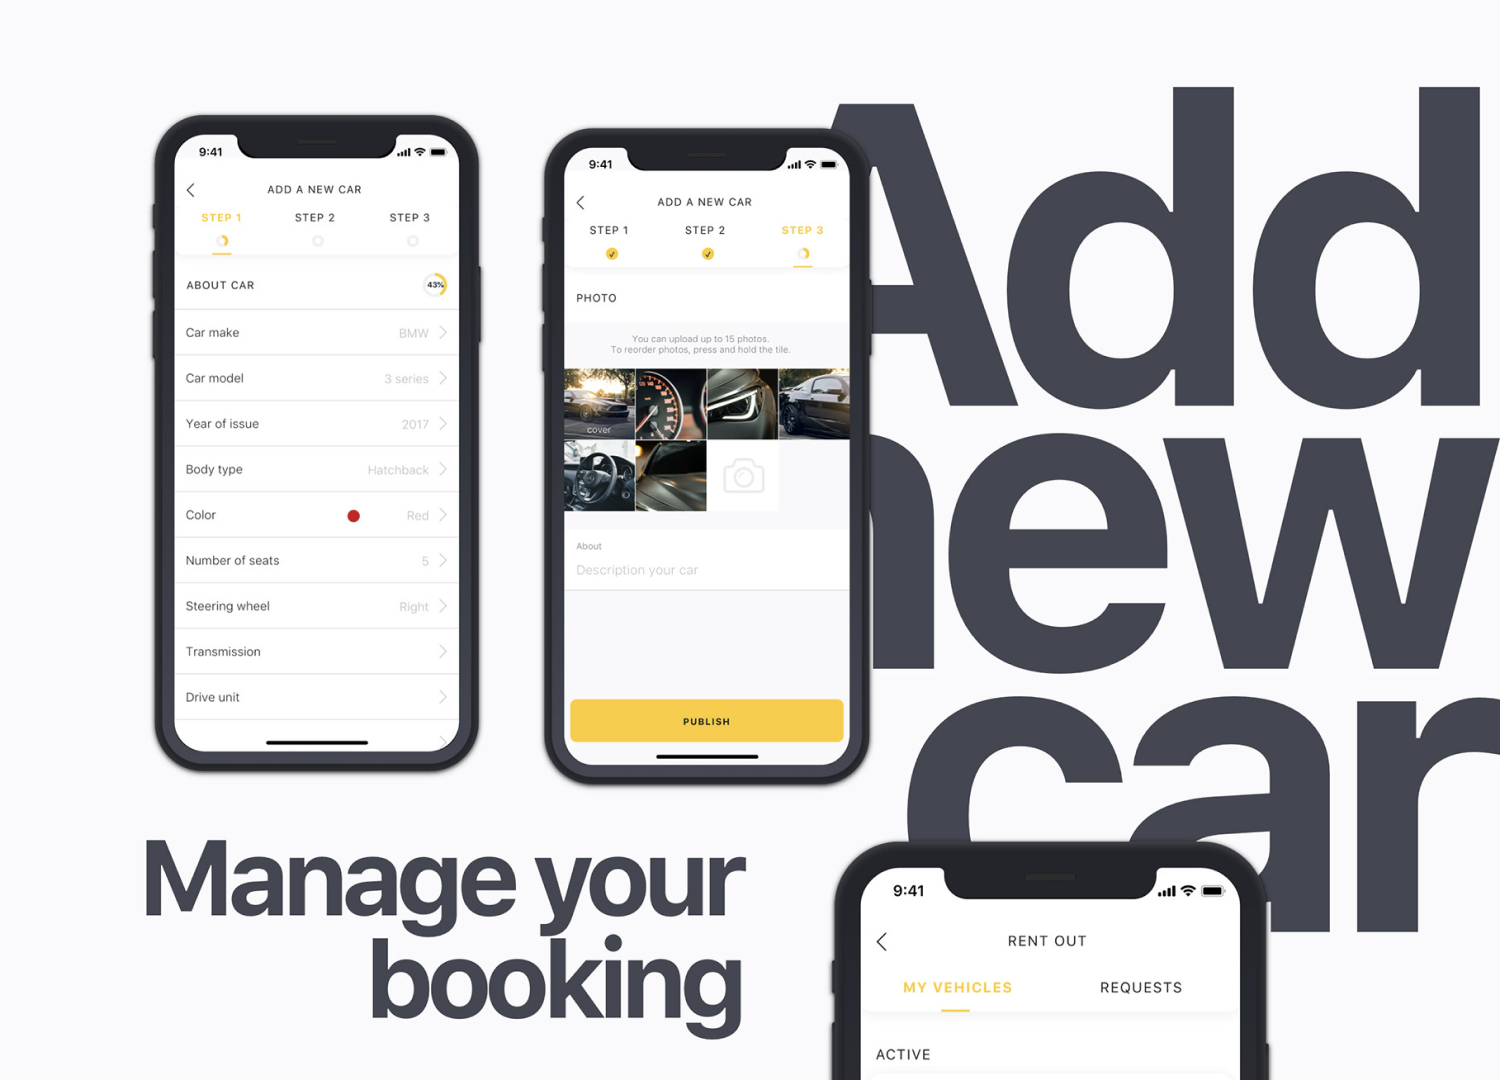 9:41
ADD A NEW CAR
STEP 1 STEP 2 STEP 3
ABOUT CAR 43%
Car make BMW
Car model 3 series
Year of issue 2017
Body type Hatchback
Color Red
Number of seats 5
Steering wheel Right
Transmission
Drive unit
9:41
ADD A NEW CAR
STEP 1 STEP 2 STEP 3
PHOTO
You can upload up to 15 photos.
To reorder photos, press and hold the tile.
cover
About
Description your car
PUBLISH
Add
new
car
Manage your
booking
9:41
RENT OUT
MY VEHICLES REQUESTS
ACTIVE